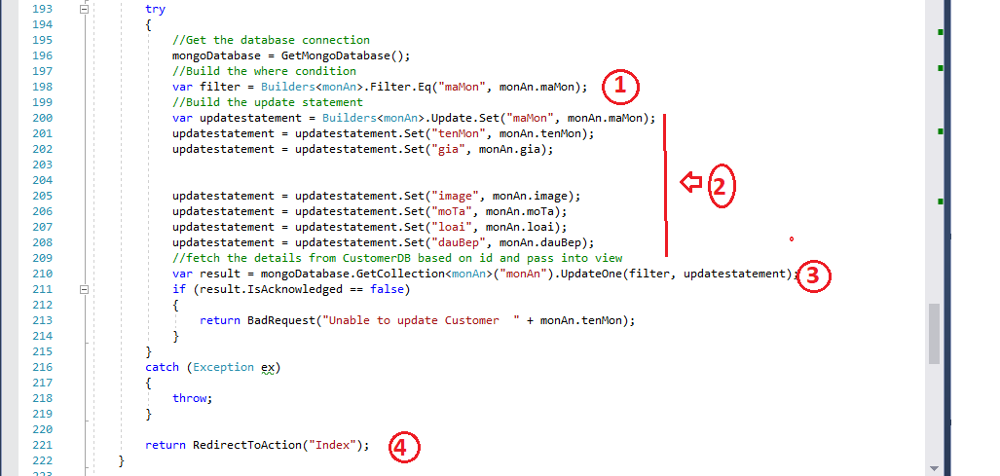 193 try
194 {
195 //Get the database connection
196 mongoDatabase = GetMongoDatabase();
197 //Build the where condition
198 var filter = Builders<monAn>.Filter.Eq("maMon", monAn.maMon); 1
199 //Build the update statement
200 var updatestatement = Builders<monAn>.Update.Set("maMon", monAn.maMon);
201 updatestatement = updatestatement.Set("tenMon", monAn.tenMon);
202 updatestatement = updatestatement.Set("gia", monAn.gia);
203
204 2
205 updatestatement = updatestatement.Set("image", monAn.image);
206 updatestatement = updatestatement.Set("moTa", monAn.moTa);
207 updatestatement = updatestatement.Set("loai", monAn.loai);
208 updatestatement = updatestatement.Set("dauBep", monAn.dauBep);
209 //fetch the details from CustomerDB based on id and pass into view
210 var result = mongoDatabase.GetCollection<monAn>("monAn").UpdateOne(filter, updatestatement); 3
211 if (result.IsAcknowledged == false)
212 {
213 return BadRequest("Unable to update Customer  " + monAn.tenMon);
214 }
215 }
216 catch (Exception ex)
217 {
218 throw;
219 }
220
221 return RedirectToAction("Index"); 4
222 }
223